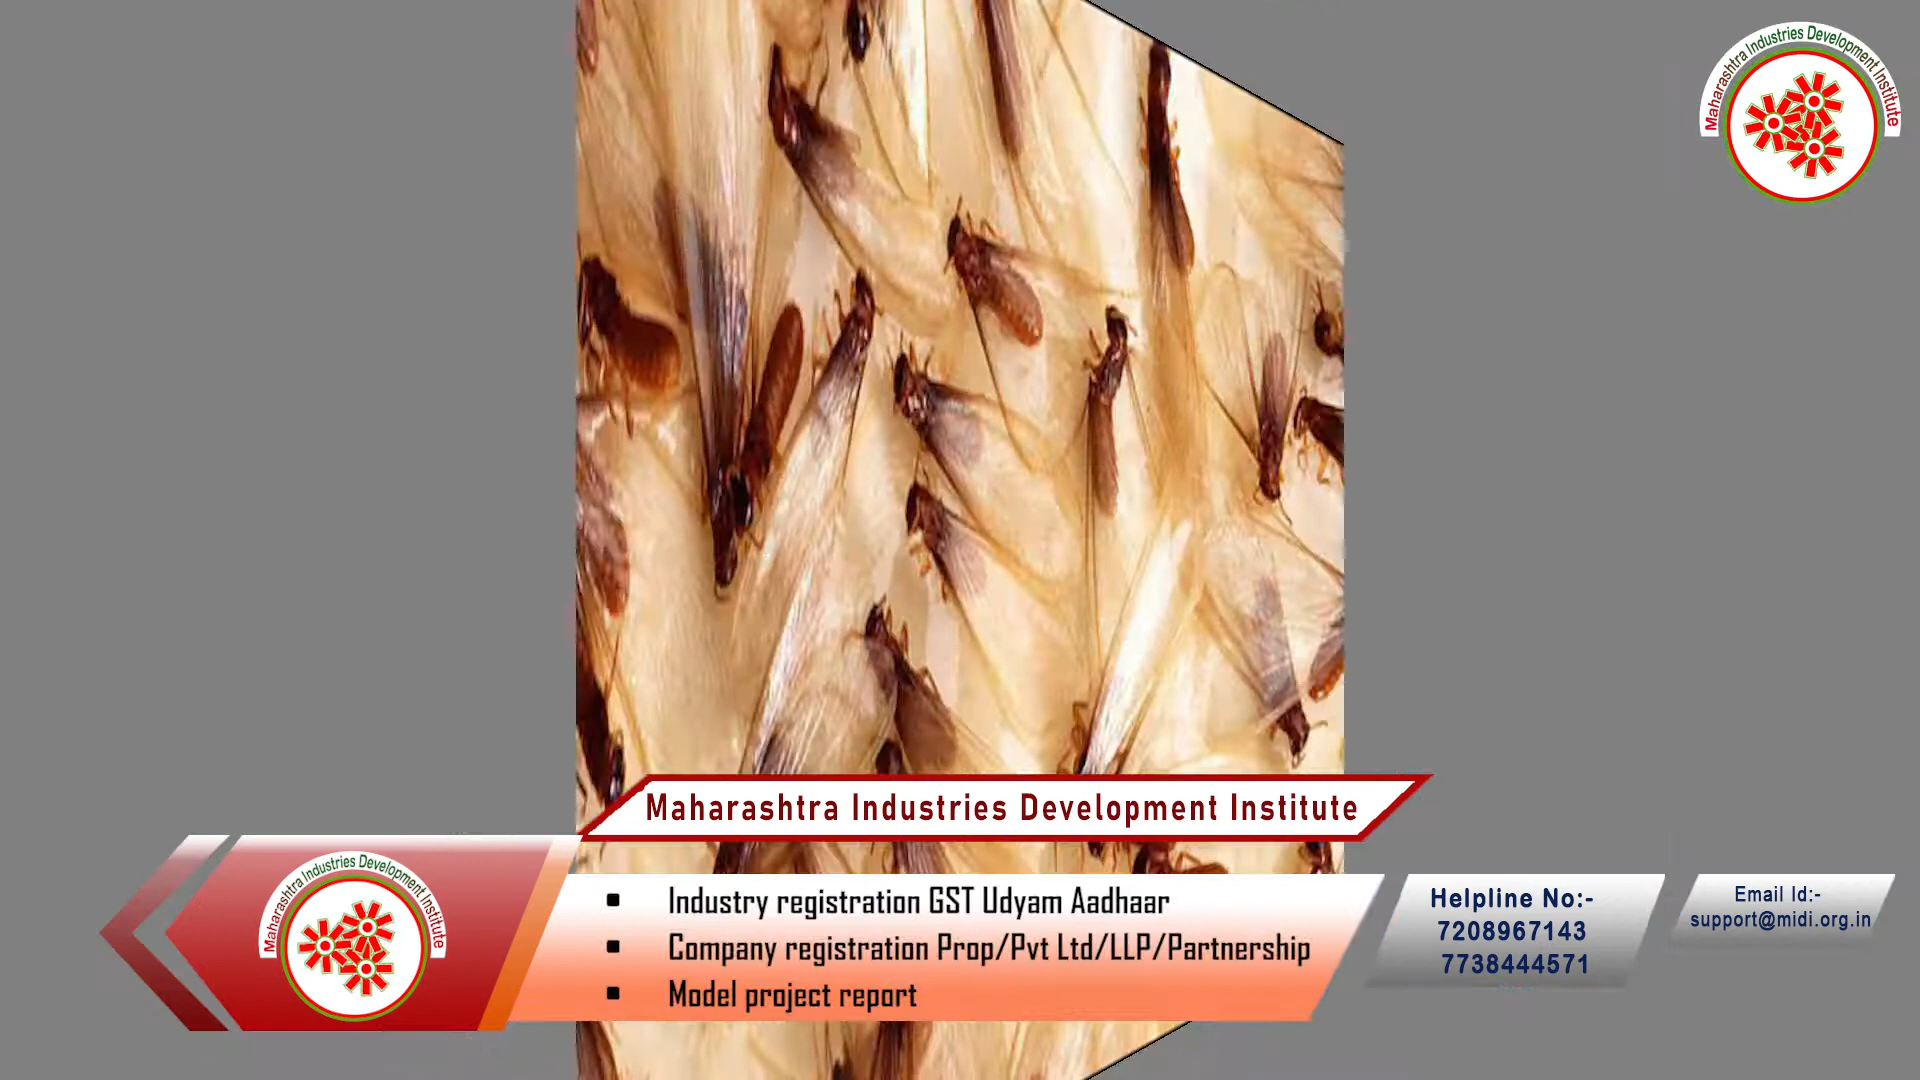 Maharashtra Industries Development Institute
Maharashtra Industries Development Institute
Maharashtra Industries Development Institute
▪ Industry registration GST Udyam Aadhaar
▪ Company registration Prop/Pvt Ltd/LLP/Partnership
▪ Model project report
Helpline No:-
7208967143
7738444571
Email Id:-
support@midi.org.in